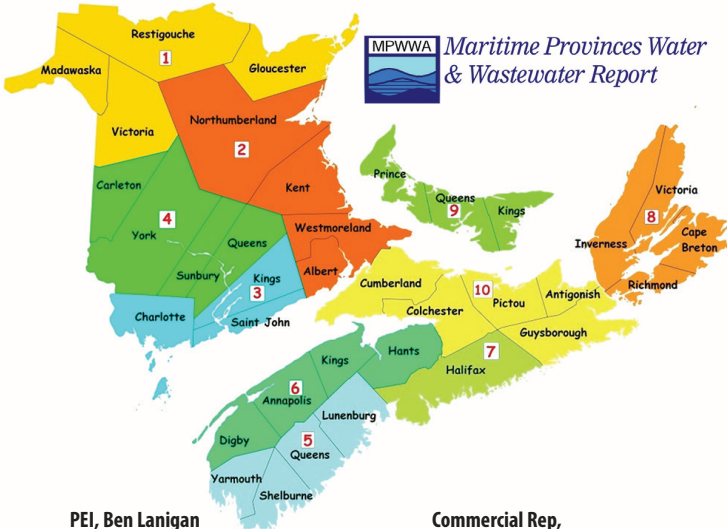 MPWWA
Maritime Provinces Water
& Wastewater Report
Restigouche
1
Madawaska
Gloucester
Victoria
Northumberland
2
Kent
Westmoreland
Albert
Carleton
4
York
Queens
Sunbury
Kings
3
Charlotte
Saint John
Prince
Queens
9
Kings
Victoria
8
Cape
Breton
Inverness
Richmond
Cumberland
10
Colchester
Pictou
Antigonish
Guysborough
7
Halifax
Hants
Kings
6
Annapolis
Digby
Lunenburg
5
Queens
Yarmouth
Shelburne
PEI, Ben Lanigan
Commercial Rep,